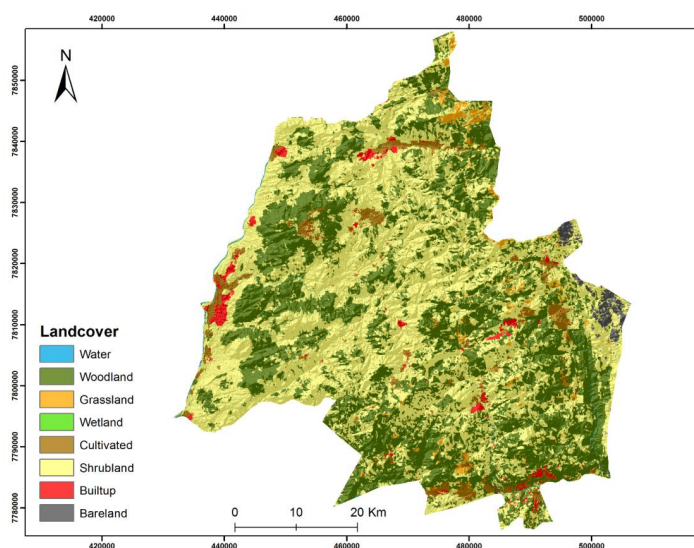 420000 440000 460000 480000 500000
N
7850000
7840000
7830000
7820000
7810000
7800000
7790000
7780000
Landcover
Water
Woodland
Grassland
Wetland
Cultivated
Shrubland
Builtup
Bareland
0 10 20 Km
420000 440000 460000 480000 500000